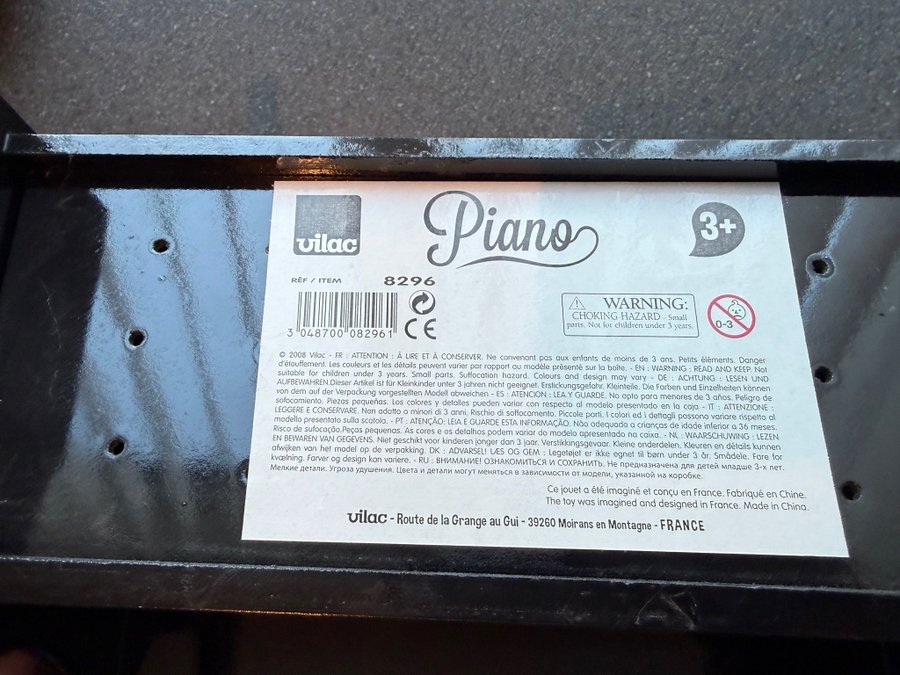 vilac
Piano
3+
RÉF / ITEM 8296
3 048700 082961
CE
WARNING:
CHOKING HAZARD - Small
parts. Not for children under 3 years.
0-3
© 2008 Vilac - FR : ATTENTION : À LIRE ET À CONSERVER. Ne convenant pas aux enfants de moins de 3 ans. Petits éléments. Danger
d'étouffement. Les couleurs et les détails peuvent varier par rapport au modèle présenté sur la boîte. - EN : WARNING : READ AND KEEP. Not
suitable for children under 3 years. Small parts. Suffocation hazard. Colours and design may vary - DE : ACHTUNG : LESEN UND
AUFBEWAHREN.Dieser Artikel ist für Kleinkinder unter 3 jahren nicht geeignet. Erstickungsgefahr. Kleinteile. Die Farben und Einzelheiten können
von dem auf der Verpackung vorgestellten Modell abweichen - ES : ATENCION : LEA Y GUARDE. No apto para menores de 3 años. Peligro de
sofocamiento. Piezas pequeñas. Los colores y detalles pueden variar con respecto al modelo presentado en la caja - IT : ATTENZIONE :
LEGGERE E CONSERVARE. Non adatto a minori di 3 anni. Rischio di soffocamento. Piccole parti. I colori ed i dettagli possono variare rispetto al
modello presentato sulla scatola. - PT : ATENÇÃO: LEIA E GUARDE ESTA INFORMAÇÃO. Não adequado a crianças de idade inferior a 36 meses.
Risco de sufocação.Peças pequenas. As cores e os detalhos podem variar do modelo apresentado na caixa. - NL : WAARSCHUWING : LEZEN
EN BEWAREN VAN GEGEVENS. Niet geschikt voor kinderen jonger dan 3 jaar. Verstikkingsgevaar. Kleine onderdelen. Kleuren en details kunnen
afwijken van het model op de verpakking. DK : ADVARSEL! LÆS OG GEM : Legetøjet er ikke egnet til børn under 3 år. Smådele. Fare for
kvælning. Farver og design kan variere. - RU : ВНИМАНИЕ! ОЗНАКОМИТЬСЯ И СОХРАНИТЬ. Не предназначена для детей младше 3-х лет.
Мелкие детали. Угроза удушения. Цвета и детали могут меняться в зависимости от модели, указанной на коробке.
Ce jouet a été imaginé et conçu en France. Fabriqué en Chine.
The toy was imagined and designed in France. Made in China.
vilac - Route de la Grange au Gui - 39260 Moirans en Montagne - FRANCE